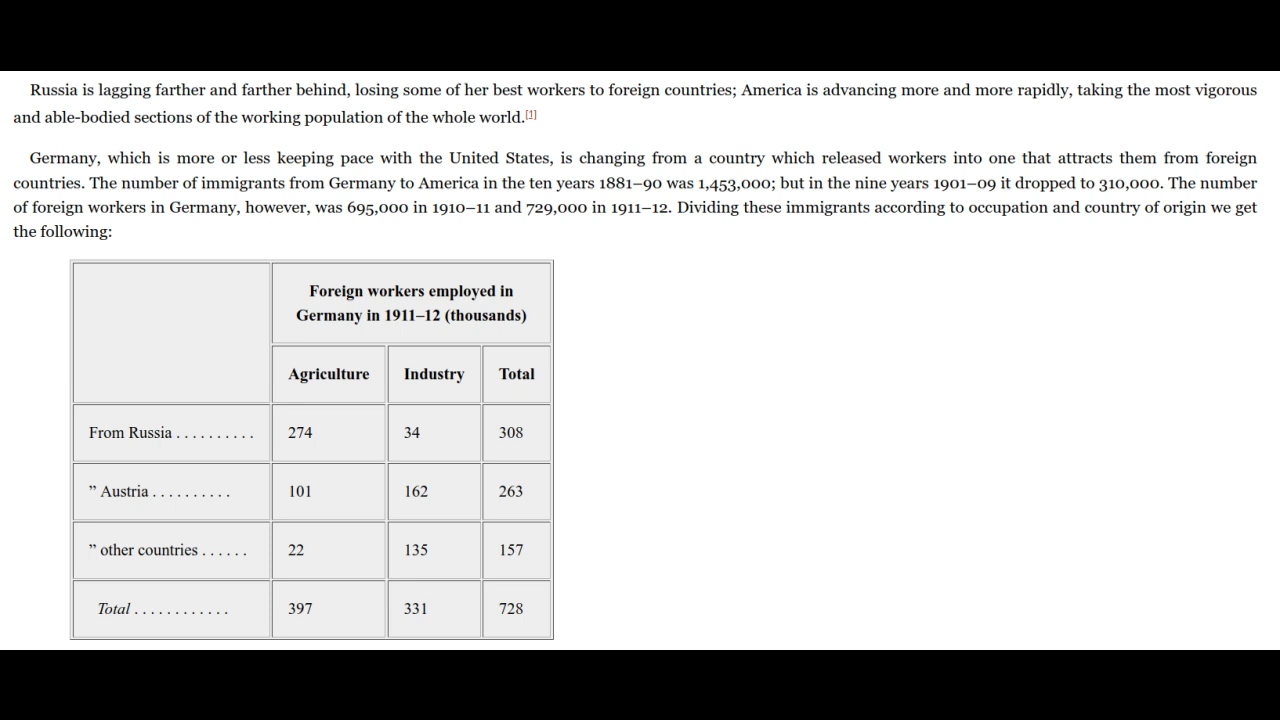 Russia is lagging farther and farther behind, losing some of her best workers to foreign countries; America is advancing more and more rapidly, taking the most vigorous
and able-bodied sections of the working population of the whole world.[1]
Germany, which is more or less keeping pace with the United States, is changing from a country which released workers into one that attracts them from foreign
countries. The number of immigrants from Germany to America in the ten years 1881–90 was 1,453,000; but in the nine years 1901–09 it dropped to 310,000. The number
of foreign workers in Germany, however, was 695,000 in 1910–11 and 729,000 in 1911–12. Dividing these immigrants according to occupation and country of origin we get
the following:
Foreign workers employed in
Germany in 1911–12 (thousands)
Agriculture Industry Total
From Russia . . . . . . . . . . 274 34 308
” Austria . . . . . . . . . . 101 162 263
” other countries . . . . . . 22 135 157
Total . . . . . . . . . . . . 397 331 728